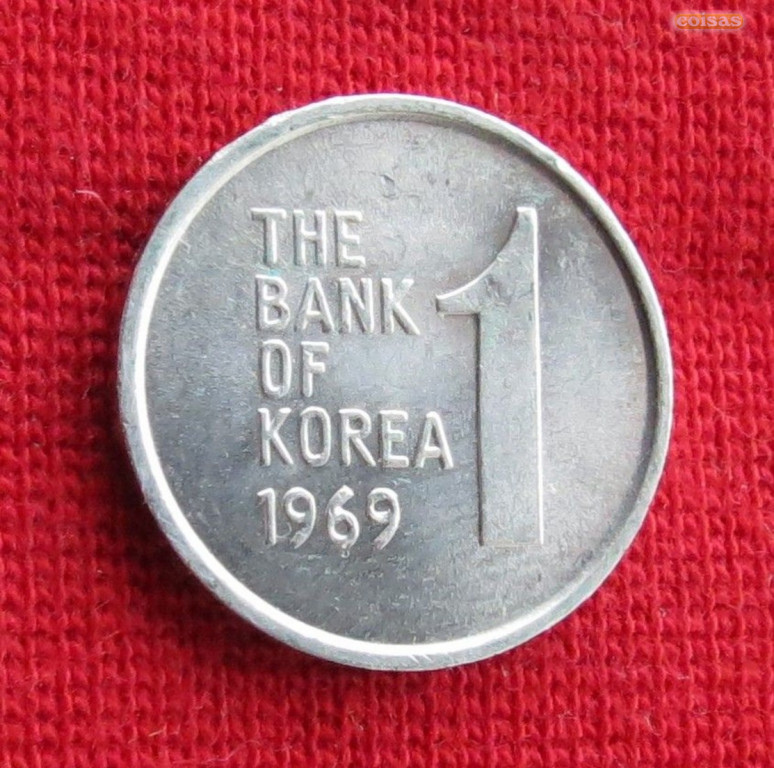 coisas
THE
BANK
OF
KOREA
1969
1